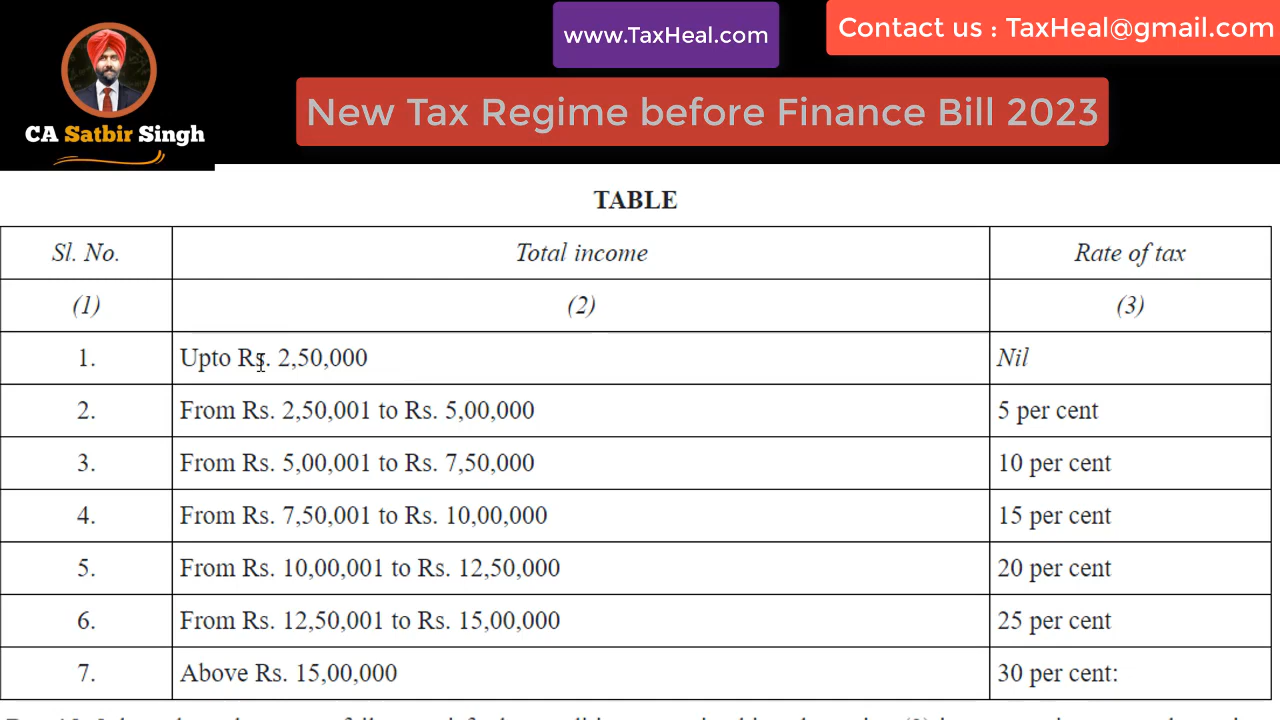 www.TaxHeal.com
Contact us : TaxHeal@gmail.com
CA Satbir Singh
New Tax Regime before Finance Bill 2023
TABLE
Sl. No. Total income Rate of tax
(1) (2) (3)
1. Upto Rs. 2,50,000 Nil
2. From Rs. 2,50,001 to Rs. 5,00,000 5 per cent
3. From Rs. 5,00,001 to Rs. 7,50,000 10 per cent
4. From Rs. 7,50,001 to Rs. 10,00,000 15 per cent
5. From Rs. 10,00,001 to Rs. 12,50,000 20 per cent
6. From Rs. 12,50,001 to Rs. 15,00,000 25 per cent
7. Above Rs. 15,00,000 30 per cent: